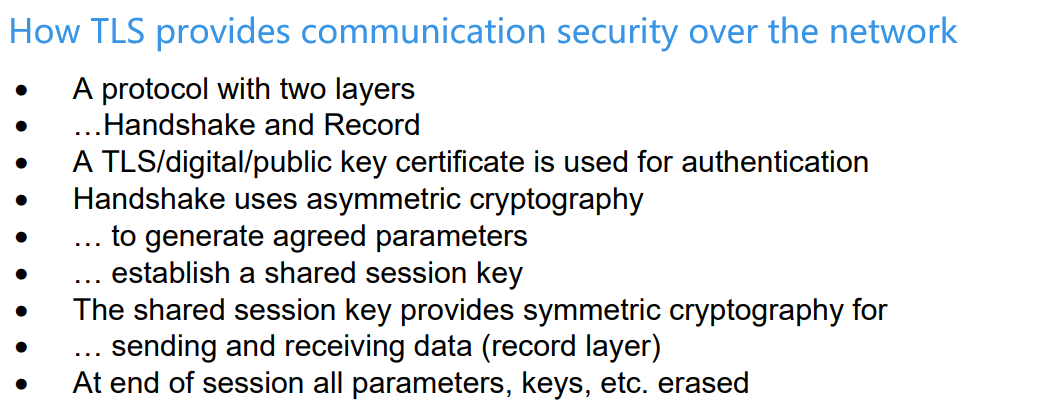 How TLS provides communication security over the network
• A protocol with two layers
• …Handshake and Record
• A TLS/digital/public key certificate is used for authentication
• Handshake uses asymmetric cryptography
• … to generate agreed parameters
• … establish a shared session key
• The shared session key provides symmetric cryptography for
• … sending and receiving data (record layer)
• At end of session all parameters, keys, etc. erased